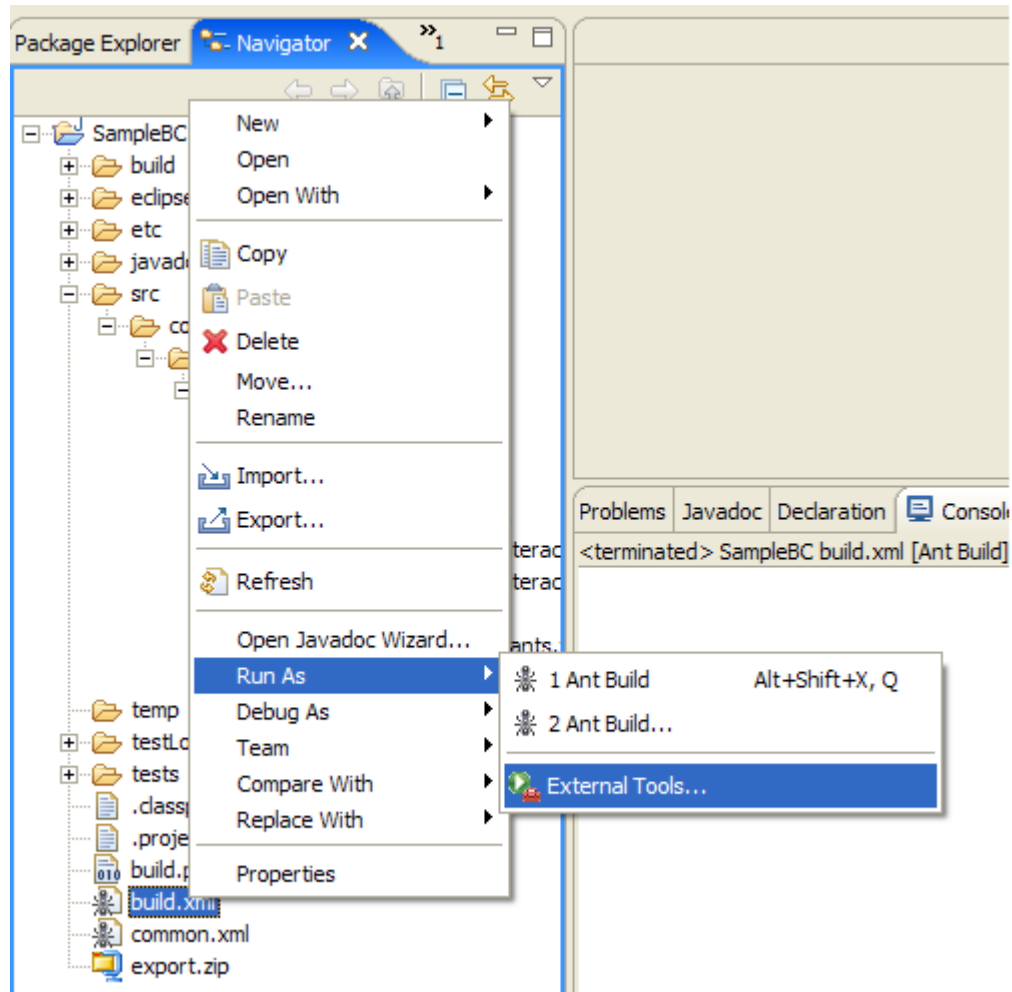 Package Explorer Navigator »1
SampleBC
build
eclipse
etc
javad
src
co
temp
testLo
tests
.class
.proje
build.p
build.xml
common.xml
export.zip
New
Open
Open With
Copy
Paste
Delete
Move...
Rename
Import...
Export...
Refresh
Open Javadoc Wizard...
Run As
Debug As
Team
Compare With
Replace With
Properties
terac
terac
ants.
1 Ant Build Alt+Shift+X, Q
2 Ant Build...
External Tools...
Problems Javadoc Declaration Consol
<terminated> SampleBC build.xml [Ant Build]